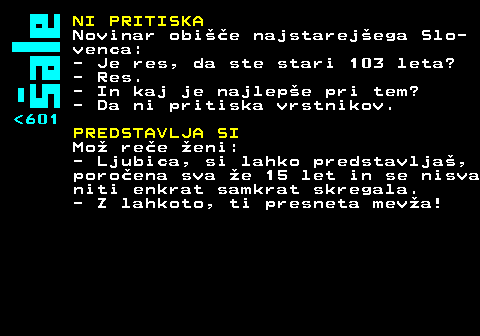 šale
<601
NI PRITISKA
Novinar obišče najstarejšega Slo-
venca:
- Je res, da ste stari 103 leta?
- Res.
- In kaj je najlepše pri tem?
- Da ni pritiska vrstnikov.
PREDSTAVLJA SI
Mož reče ženi:
- Ljubica, si lahko predstavljaš,
poročena sva že 15 let in se nisva
niti enkrat samkrat skregala.
- Z lahkoto, ti presneta mevža!